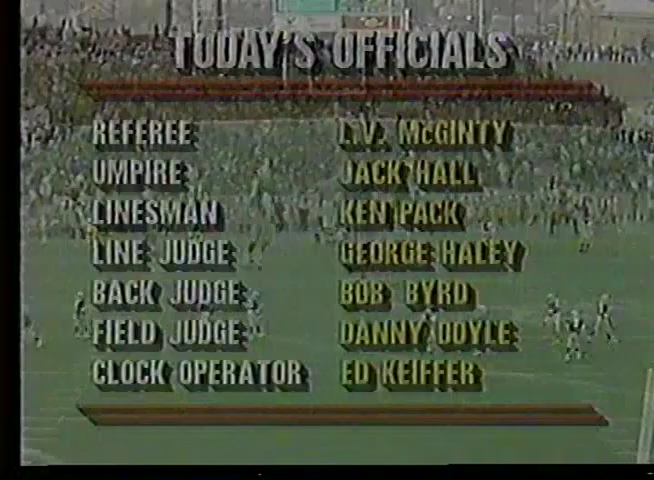 TODAY'S OFFICIALS
REFEREE L.V. McGINTY
UMPIRE JACK HALL
LINESMAN KEN PACK
LINE JUDGE GEORGE HALEY
BACK JUDGE BOB BYRD
FIELD JUDGE DANNY DOYLE
CLOCK OPERATOR ED KEIFFER